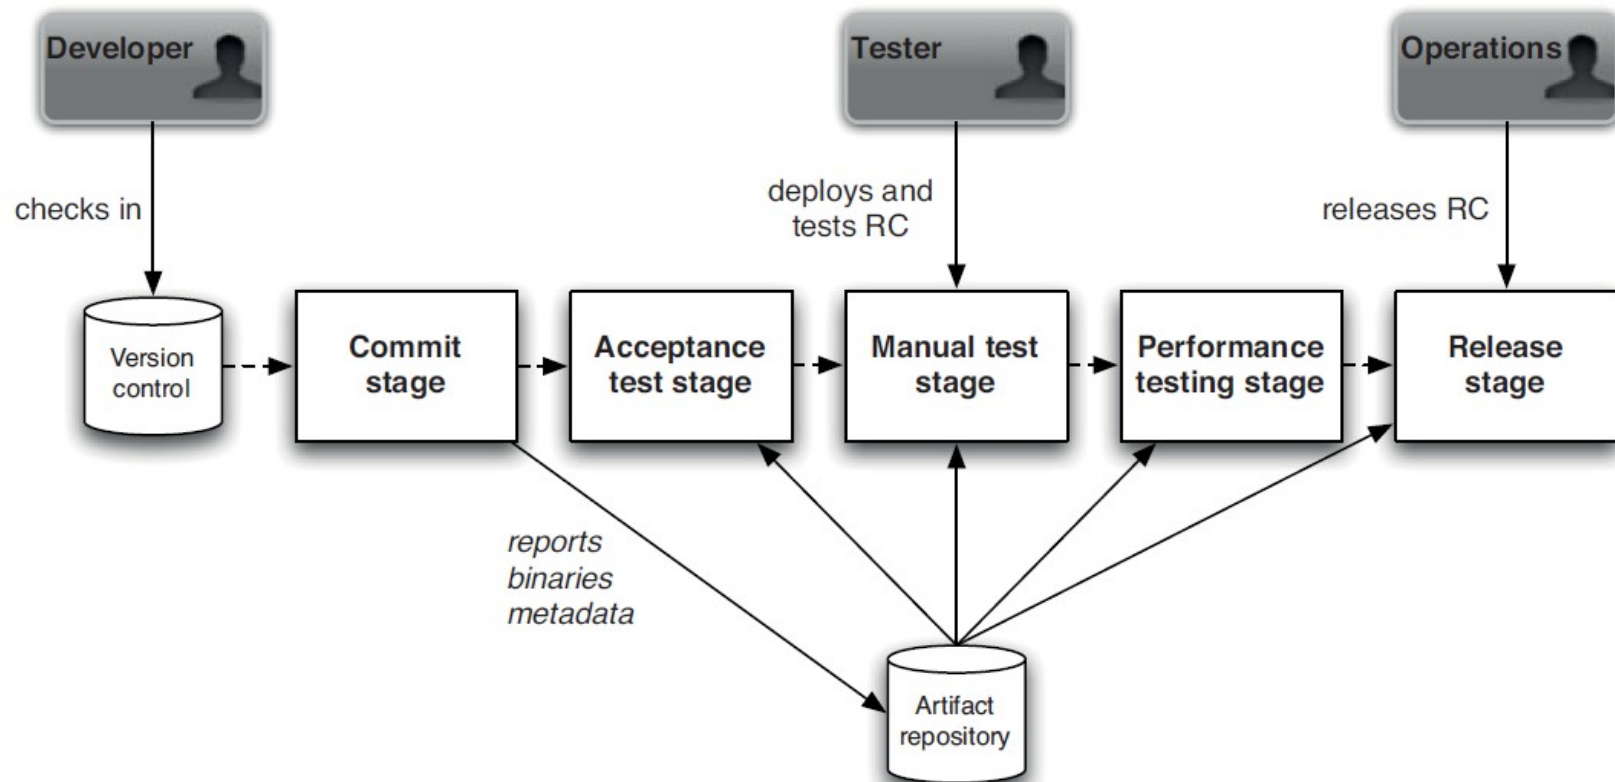 Developer
Tester
Operations
checks in
deploys and
tests RC
releases RC
Version
control
Commit
stage
Acceptance
test stage
Manual test
stage
Performance
testing stage
Release
stage
reports
binaries
metadata
Artifact
repository